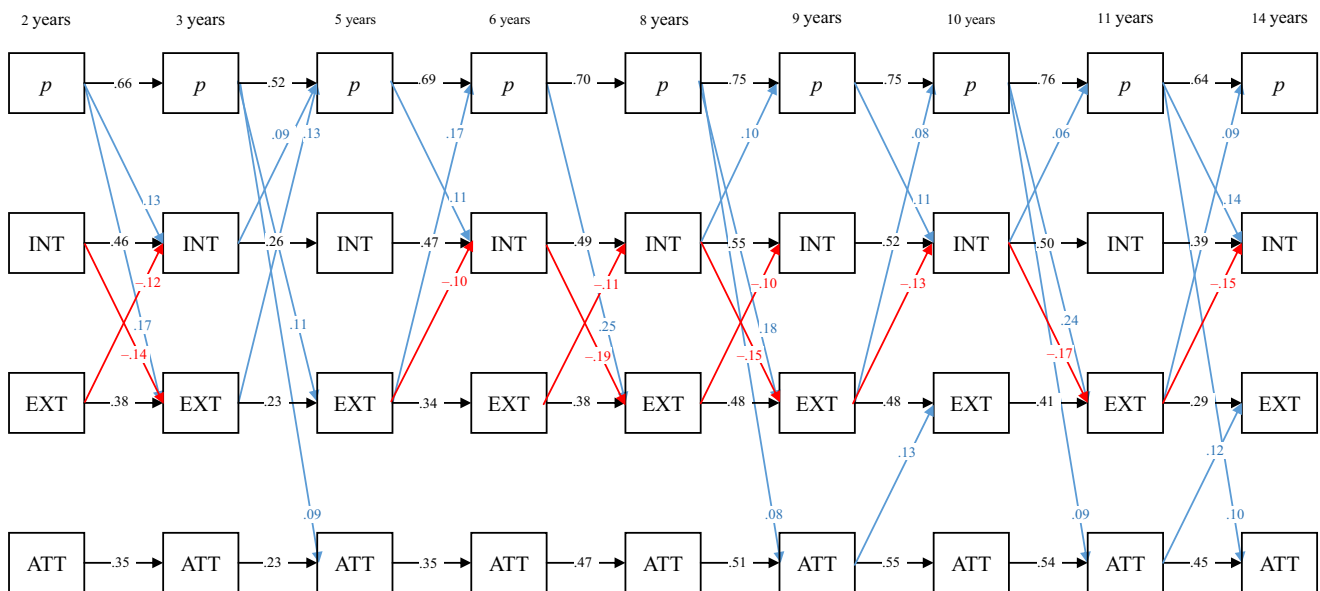 2 years 3 years 5 years 6 years 8 years 9 years 10 years 11 years 14 years
p .66 p .52 p .69 p .70 p .75 p .75 p .76 p .64 p
.09 .13 .17 .10 .08 .06 .09
.13 .11 .11 .14
INT .46 INT .26 INT .47 INT .49 INT .55 INT .52 INT .50 INT .39 INT
–.12 –.10 –.11 –.10 –.13 –.15
.17 .11 .25 .18 .24
–.14 –.19 –.15 –.17
EXT .38 EXT .23 EXT .34 EXT .38 EXT .48 EXT .48 EXT .41 EXT .29 EXT
.13 .12
.09 .08 .09 .10
ATT .35 ATT .23 ATT .35 ATT .47 ATT .51 ATT .55 ATT .54 ATT .45 ATT